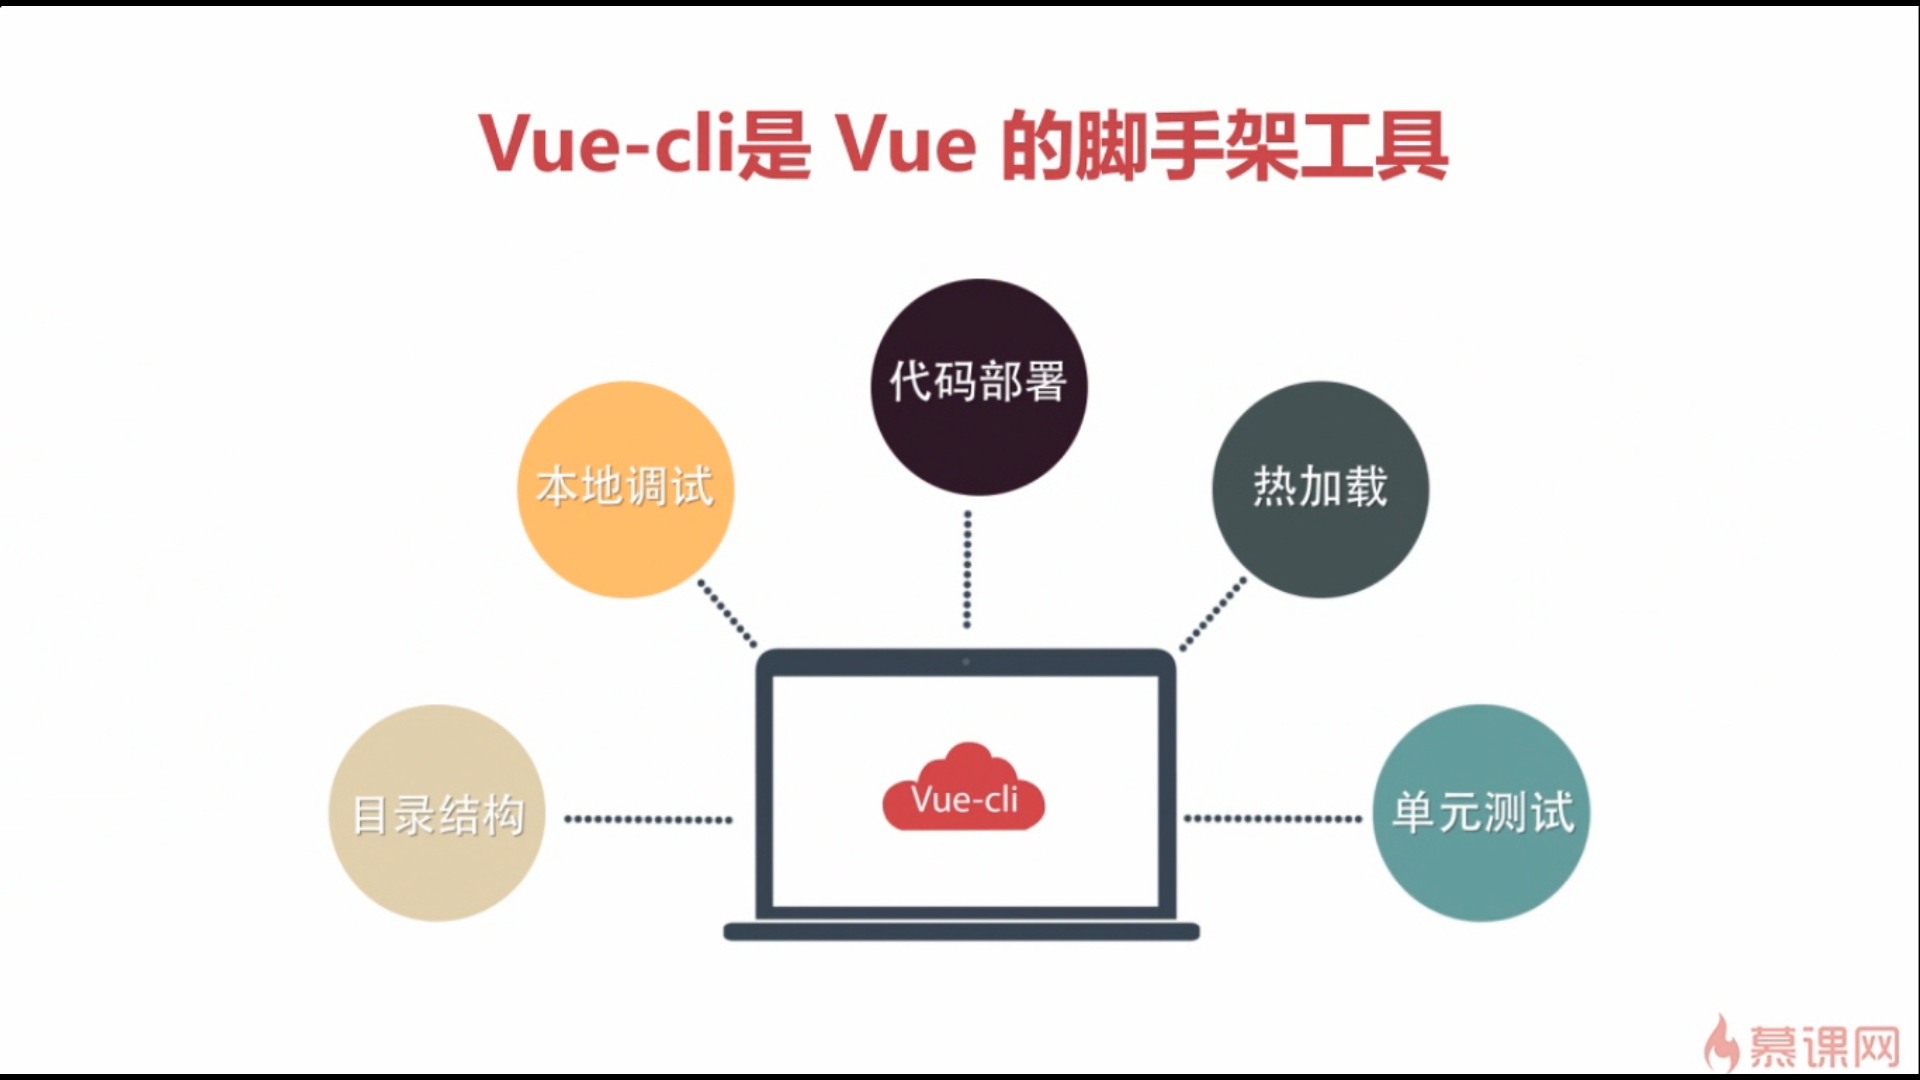 Vue-cli是 Vue 的脚手架工具
代码部署
本地调试
热加载
目录结构
Vue-cli
单元测试
慕课网